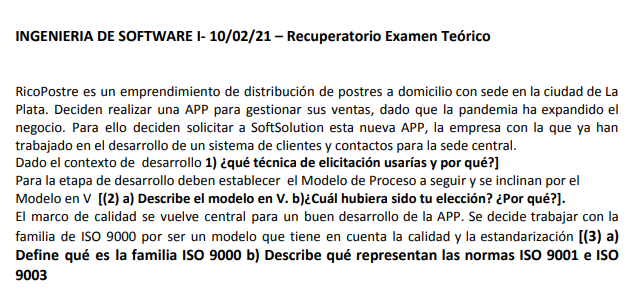 INGENIERIA DE SOFTWARE I- 10/02/21 – Recuperatorio Examen Teórico
RicoPostre es un emprendimiento de distribución de postres a domicilio con sede en la ciudad de La
Plata. Deciden realizar una APP para gestionar sus ventas, dado que la pandemia ha expandido el
negocio. Para ello deciden solicitar a SoftSolution esta nueva APP, la empresa con la que ya han
trabajado en el desarrollo de un sistema de clientes y contactos para la sede central.
Dado el contexto de desarrollo 1) ¿qué técnica de elicitación usarías y por qué?]
Para la etapa de desarrollo deben establecer el Modelo de Proceso a seguir y se inclinan por el
Modelo en V [(2) a) Describe el modelo en V. b)¿Cuál hubiera sido tu elección? ¿Por qué?].
El marco de calidad se vuelve central para un buen desarrollo de la APP. Se decide trabajar con la
familia de ISO 9000 por ser un modelo que tiene en cuenta la calidad y la estandarización [(3) a)
Define qué es la familia ISO 9000 b) Describe qué representan las normas ISO 9001 e ISO
9003